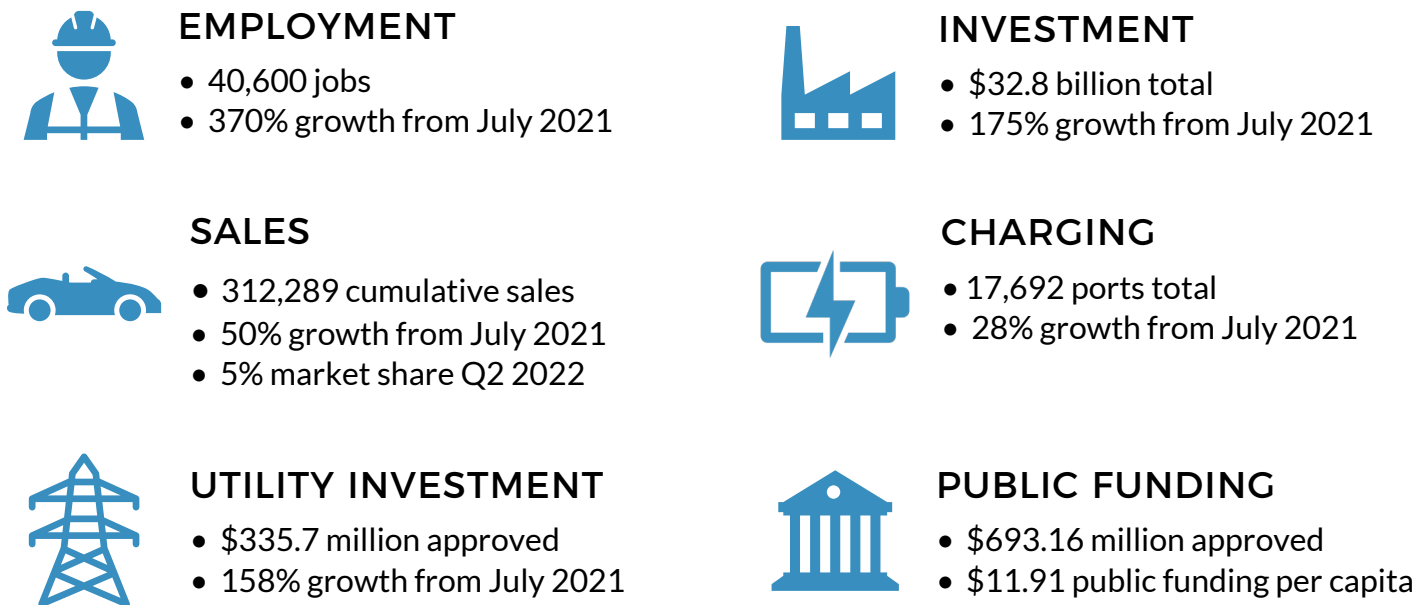 EMPLOYMENT
• 40,600 jobs
• 370% growth from July 2021
INVESTMENT
• $32.8 billion total
• 175% growth from July 2021
SALES
• 312,289 cumulative sales
• 50% growth from July 2021
• 5% market share Q2 2022
CHARGING
• 17,692 ports total
• 28% growth from July 2021
UTILITY INVESTMENT
• $335.7 million approved
• 158% growth from July 2021
PUBLIC FUNDING
• $693.16 million approved
• $11.91 public funding per capita